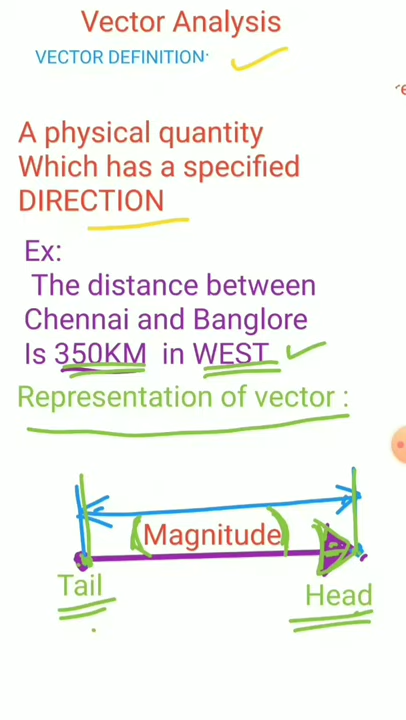 Vector Analysis
VECTOR DEFINITION:
A physical quantity
Which has a specified
DIRECTION
Ex:
The distance between
Chennai and Banglore
Is 350KM in WEST
Representation of vector :
(Magnitude)
Tail
Head